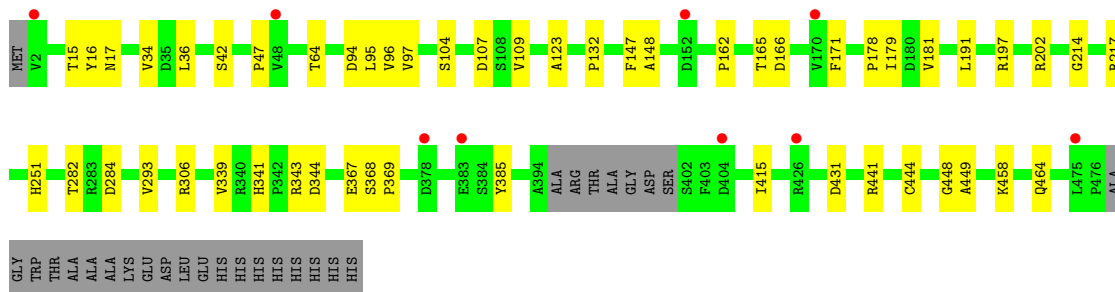 MET V2 T15 Y16 N17 V34 D35 L36 S42 P47 V48 T64 D94 L95 V96 V97 S104 D107 S108 V109 A123 P132 F147 A148 D152 P162 T165 D166 V170 F171 P178 I179 D180 V181 L191 R197 R202 G214
H251 T282 R283 D284 V293 R306 V339 R340 H341 P342 R343 D344 E367 S368 P369 D378 E383 S384 Y385 A394 ALA ARG THR ALA GLY ASP SER S402 F403 D404 I415 R426 D431 R441 C444 G448 A449 K458 Q464 L475 P476 ALA
GLY TRP THR ALA ALA ALA LYS GLU ASP LEU GLU HIS HIS HIS HIS HIS HIS HIS HIS